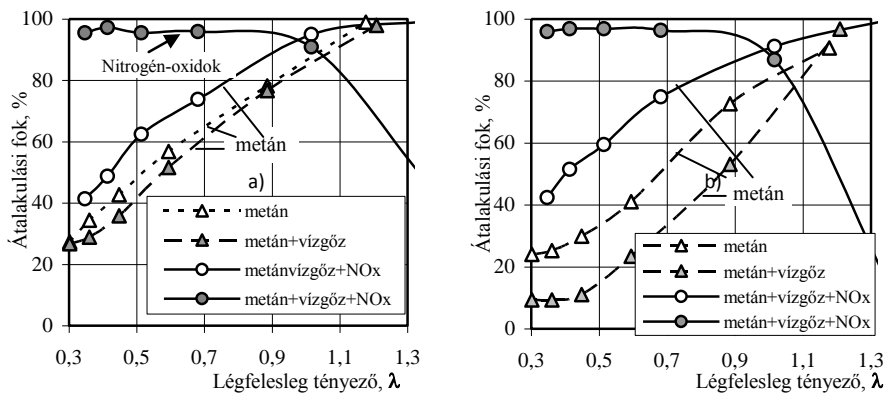 100
80
60
40
20
0
Átalakulási fok, %
Nitrogén-oxidok
metán
a)
metán
metán+vízgőz
metánvízgőz+NOx
metán+vízgőz+NOx
0,3 0,4 0,5 0,7 0,9 1,1 1,3
Légfelesleg tényező, λ
100
80
60
40
20
0
Átalakulási fok, %
b)
metán
metán
metán+vízgőz
metán+vízgőz+NOx
metán+vízgőz+NOx
0,3 0,5 0,7 0,9 1,1 1,3
Légfelesleg tényező, λ